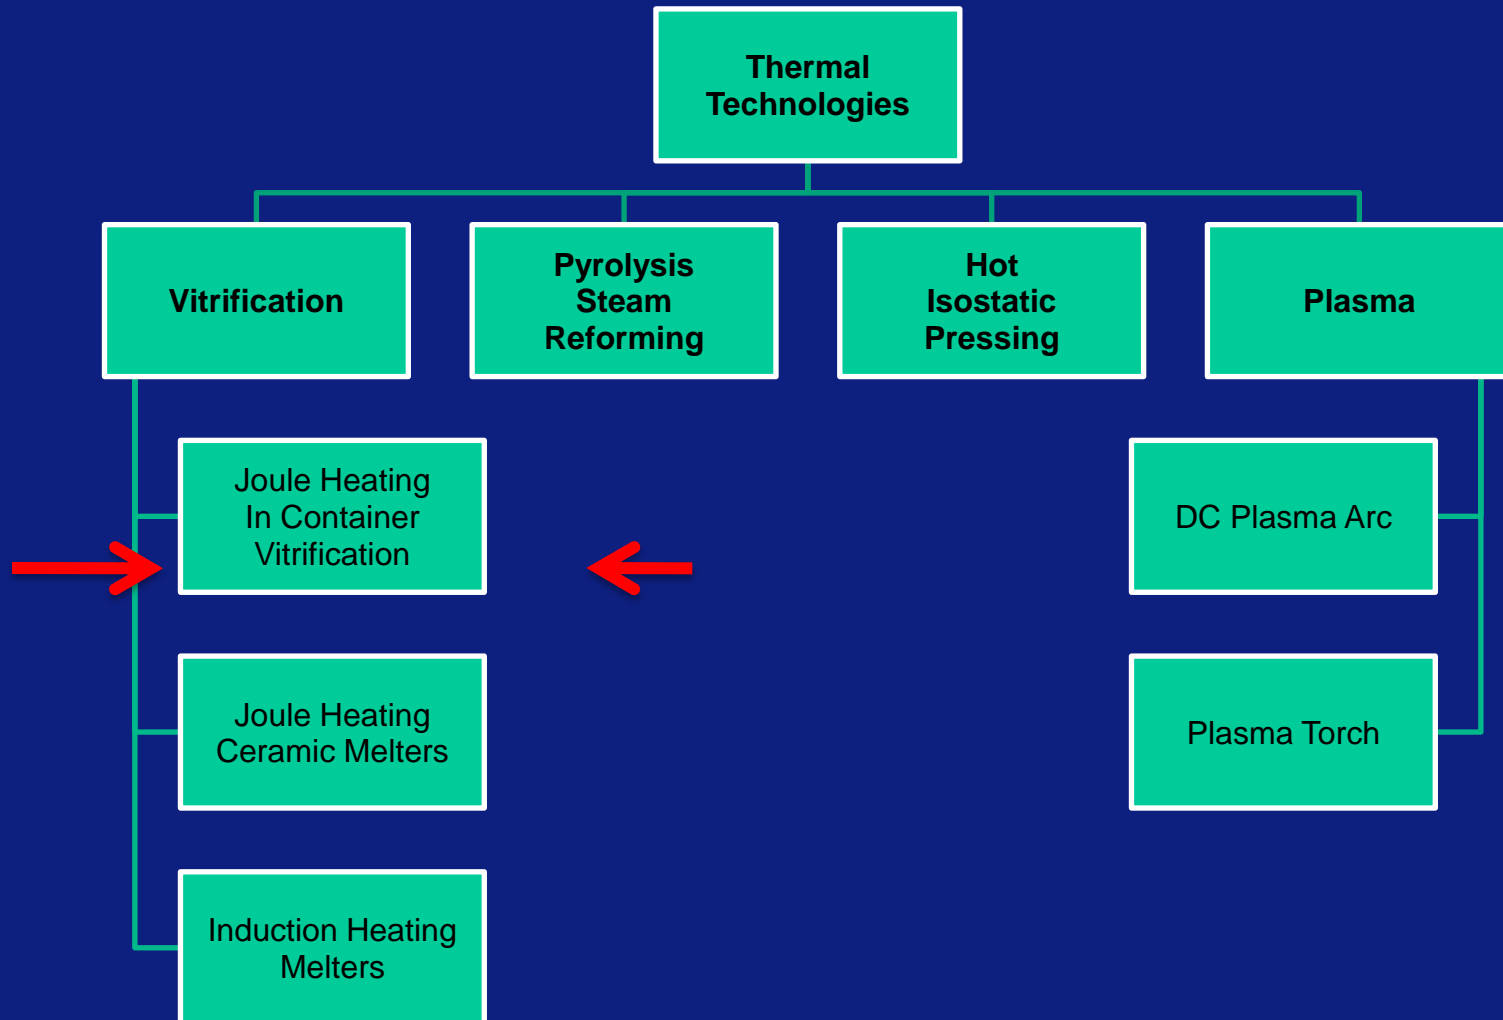 Thermal
Technologies
Vitrification
Pyrolysis
Steam
Reforming
Hot
Isostatic
Pressing
Plasma
Joule Heating
In Container
Vitrification
Joule Heating
Ceramic Melters
Induction Heating
Melters
DC Plasma Arc
Plasma Torch